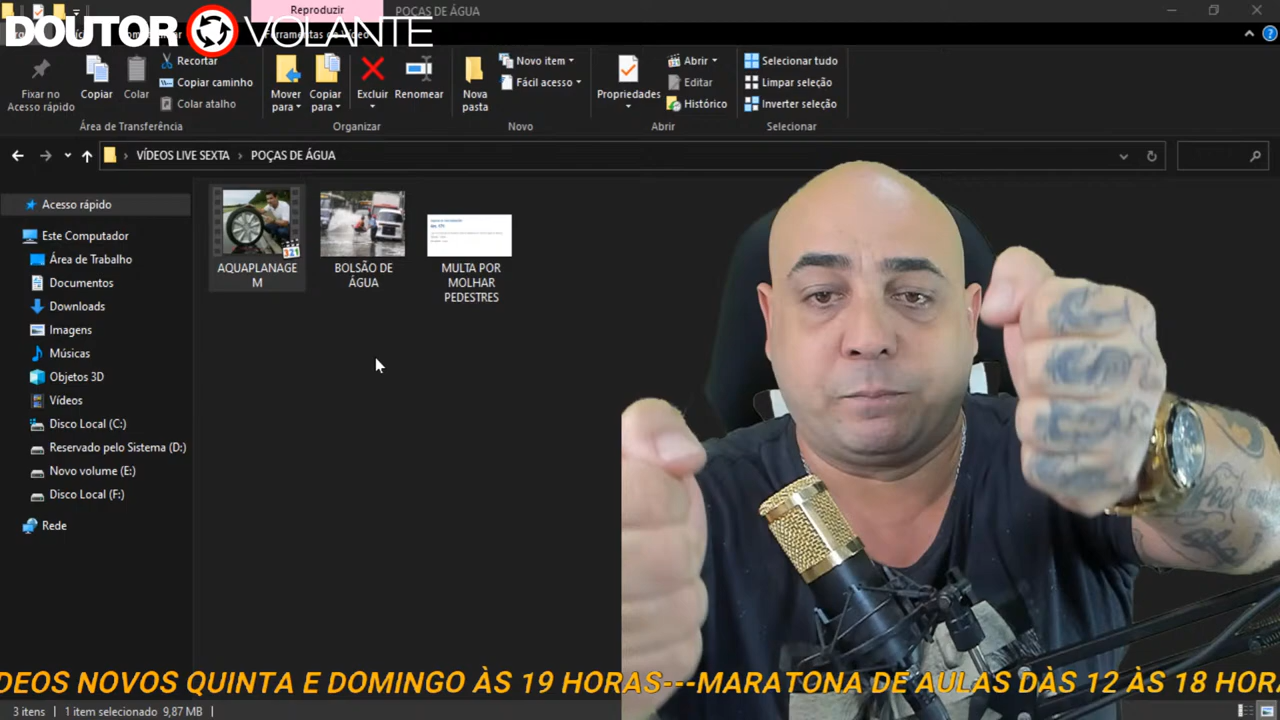 Reproduzir
POÇAS DE ÁGUA
DOUTOR VOLANTE
Fixar no
Acesso rápido
Copiar
Colar
Recortar
Copiar caminho
Colar atalho
Mover
para
Copiar
para
Excluir
Renomear
Nova
pasta
Novo item
Fácil acesso
Propriedades
Abrir
Editar
Histórico
Selecionar tudo
Limpar seleção
Inverter seleção
Área de Transferência
Organizar
Novo
Abrir
Selecionar
VÍDEOS LIVE SEXTA > POÇAS DE ÁGUA
Acesso rápido
Este Computador
Área de Trabalho
Documentos
Downloads
Imagens
Músicas
Objetos 3D
Vídeos
Disco Local (C:)
Reservado pelo Sistema (D:)
Novo volume (E:)
Disco Local (F:)
Rede
AQUAPLANAGE
M
BOLSÃO DE
ÁGUA
MULTA POR
MOLHAR
PEDESTRES
DEOS NOVOS QUINTA E DOMINGO ÀS 19 HORAS---MARATONA DE AULAS DÀS 12 ÀS 18 HORA
3 itens
1 item selecionado 9,87 MB